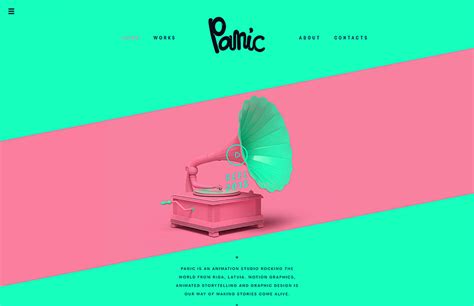 HOME WORKS Panic ABOUT CONTACTS
PANIC IS AN ANIMATION STUDIO ROCKING THE
WORLD FROM RIGA, LATVIA. MOTION GRAPHICS,
ANIMATED STORYTELLING AND GRAPHIC DESIGN IS
OUR WAY OF MAKING STORIES COME ALIVE.